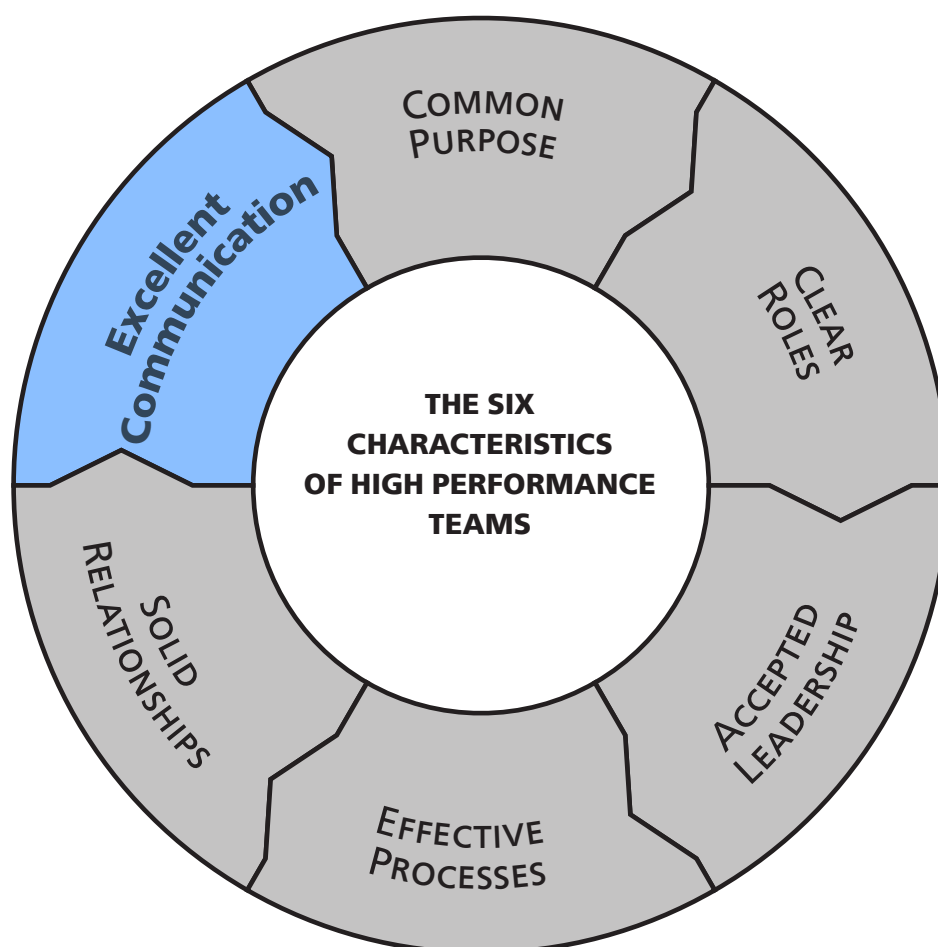 COMMON
PURPOSE
CLEAR
ROLES
ACCEPTED
LEADERSHIP
EFFECTIVE
PROCESSES
SOLID
RELATIONSHIPS
Excellent
Communication
THE SIX
CHARACTERISTICS
OF HIGH PERFORMANCE
TEAMS